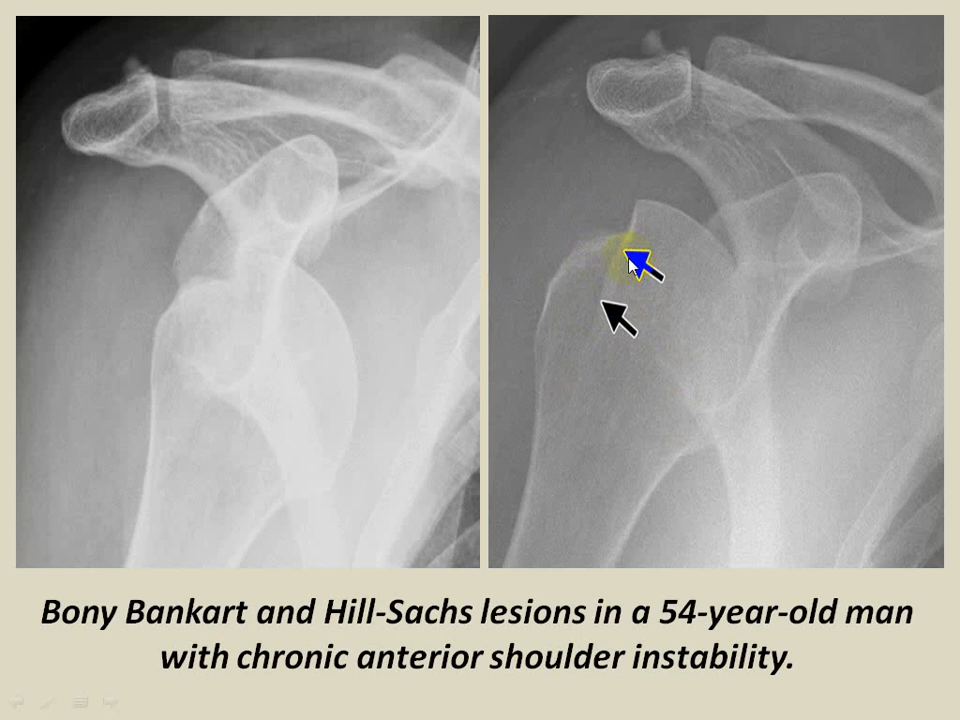 Bony Bankart and Hill-Sachs lesions in a 54-year-old man
with chronic anterior shoulder instability.